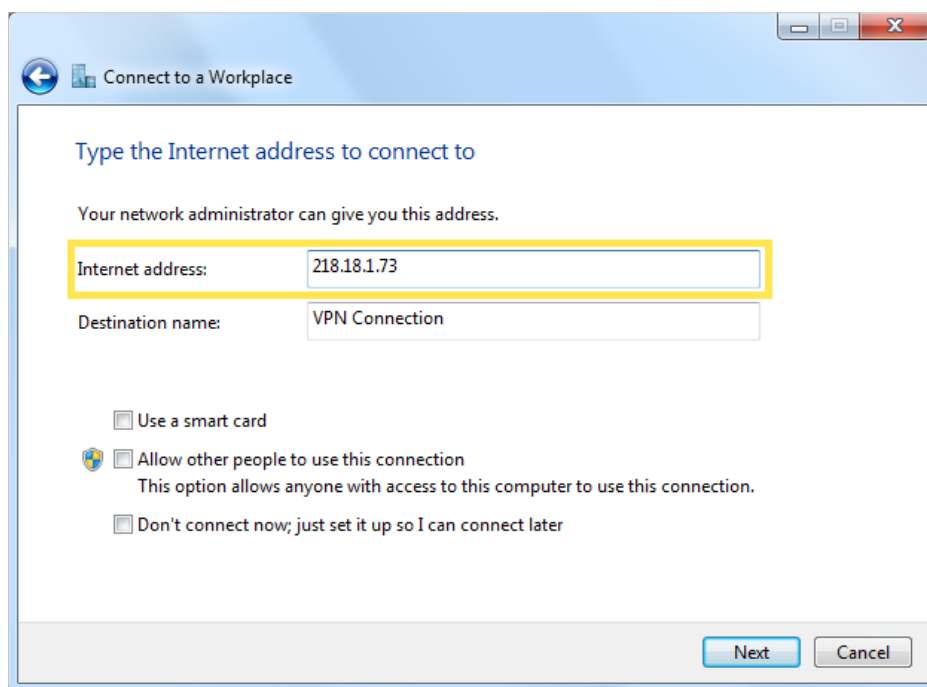 Connect to a Workplace
Type the Internet address to connect to
Your network administrator can give you this address.
Internet address: 218.18.1.73
Destination name: VPN Connection
Use a smart card
Allow other people to use this connection
This option allows anyone with access to this computer to use this connection.
Don't connect now; just set it up so I can connect later
Next Cancel